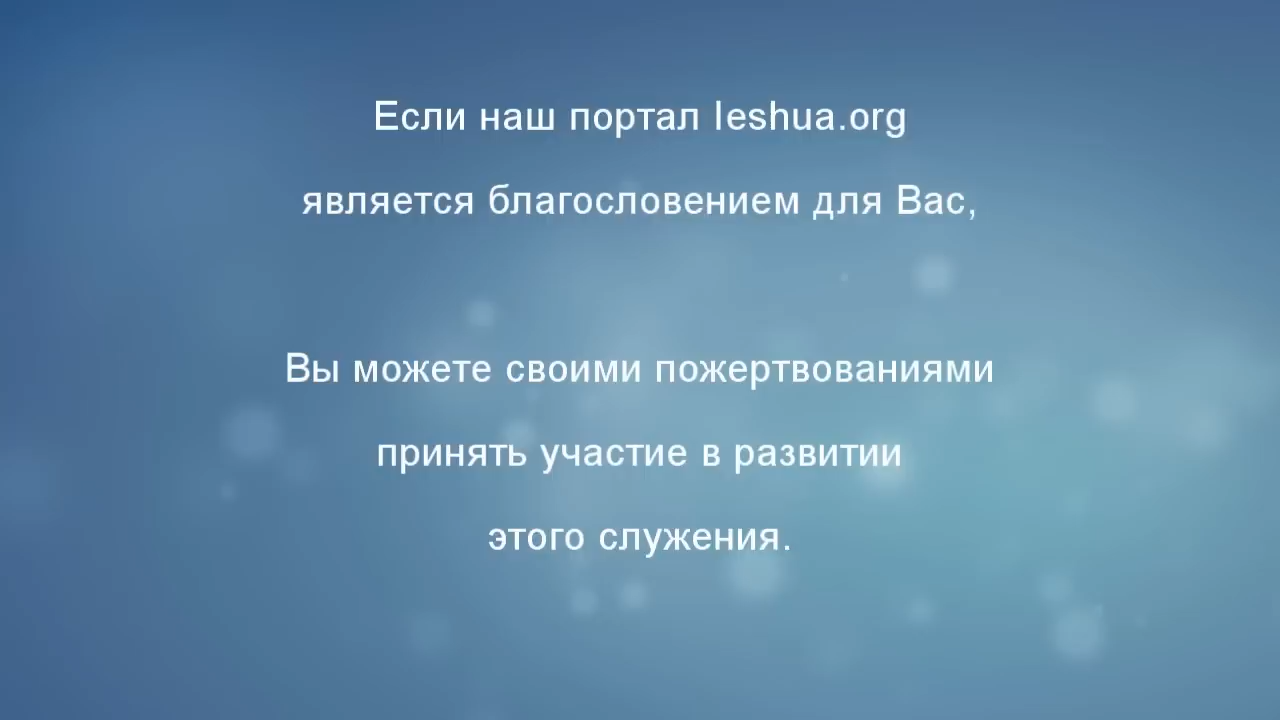 Если наш портал Ieshua.org
является благословением для Вас,
Вы можете своими пожертвованиями
принять участие в развитии
этого служения.